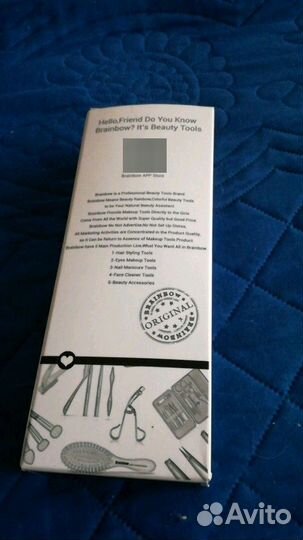 Hello,Friend Do You Know
Brainbow? It's Beauty Tools
Brainbow APP Store
Brainbow is a Professional Beauty Tools Brand
Brainbow Means Beauty Rainbow,Colorful Beauty Tools
to be Your Natural Beauty Assistant
Brainbow Provide Makeup Tools Directly to the Girls
Come From All the World with Super Quality but Good Price.
Brainbow No Advertise,No Set Up Stores,
All Marketing Activities are Concentrated in the Product Quality,
so It Can be Return to Assence of Makeup Tools Product
Brainbow have 5 Main Production Line,What You Want All in Brainbow
1-Hair Styling Tools
2-Eyes Makeup Tools
3-Nail Manicure Tools
4-Face Cleaner Tools
5-Beauty Accessories
BRAINBOW
ORIGINAL
BRAINBOW
Avito